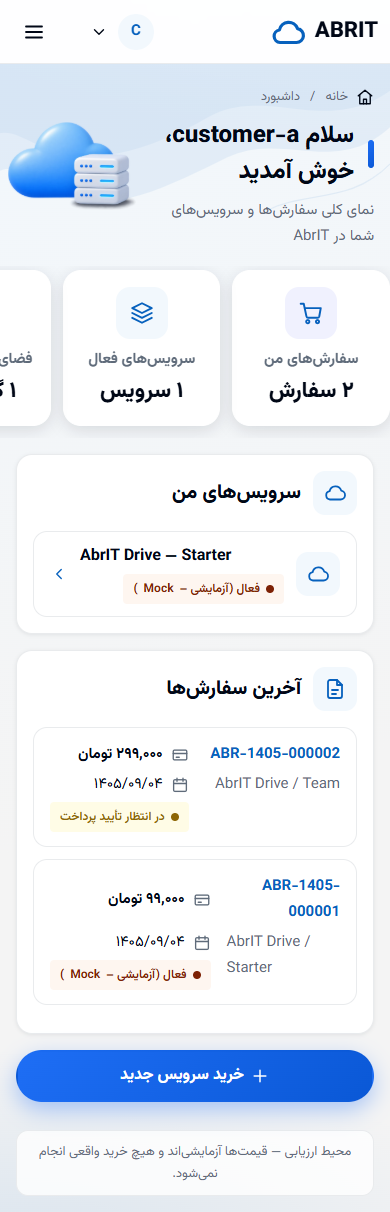 ABRIT
C
خانه / داشبورد
سلام customer-a،
خوش آمدید
نمای کلی سفارش‌ها و سرویس‌های
شما در AbrIT
سفارش‌های من
۲ سفارش
سرویس‌های فعال
۱ سرویس
فضای
۱
سرویس‌های من
AbrIT Drive — Starter
فعال (آزمایشی – Mock )
آخرین سفارش‌ها
ABR-1405-000002
۲۹۹,۰۰۰ تومان
AbrIT Drive / Team
۱۴۰۵/۰۹/۰۴
در انتظار تأیید پرداخت
ABR-1405-
000001
۹۹,۰۰۰ تومان
AbrIT Drive /
Starter
۱۴۰۵/۰۹/۰۴
فعال (آزمایشی – Mock )
+ خرید سرویس جدید
محیط ارزیابی — قیمت‌ها آزمایشی‌اند و هیچ خرید واقعی انجام
نمی‌شود.